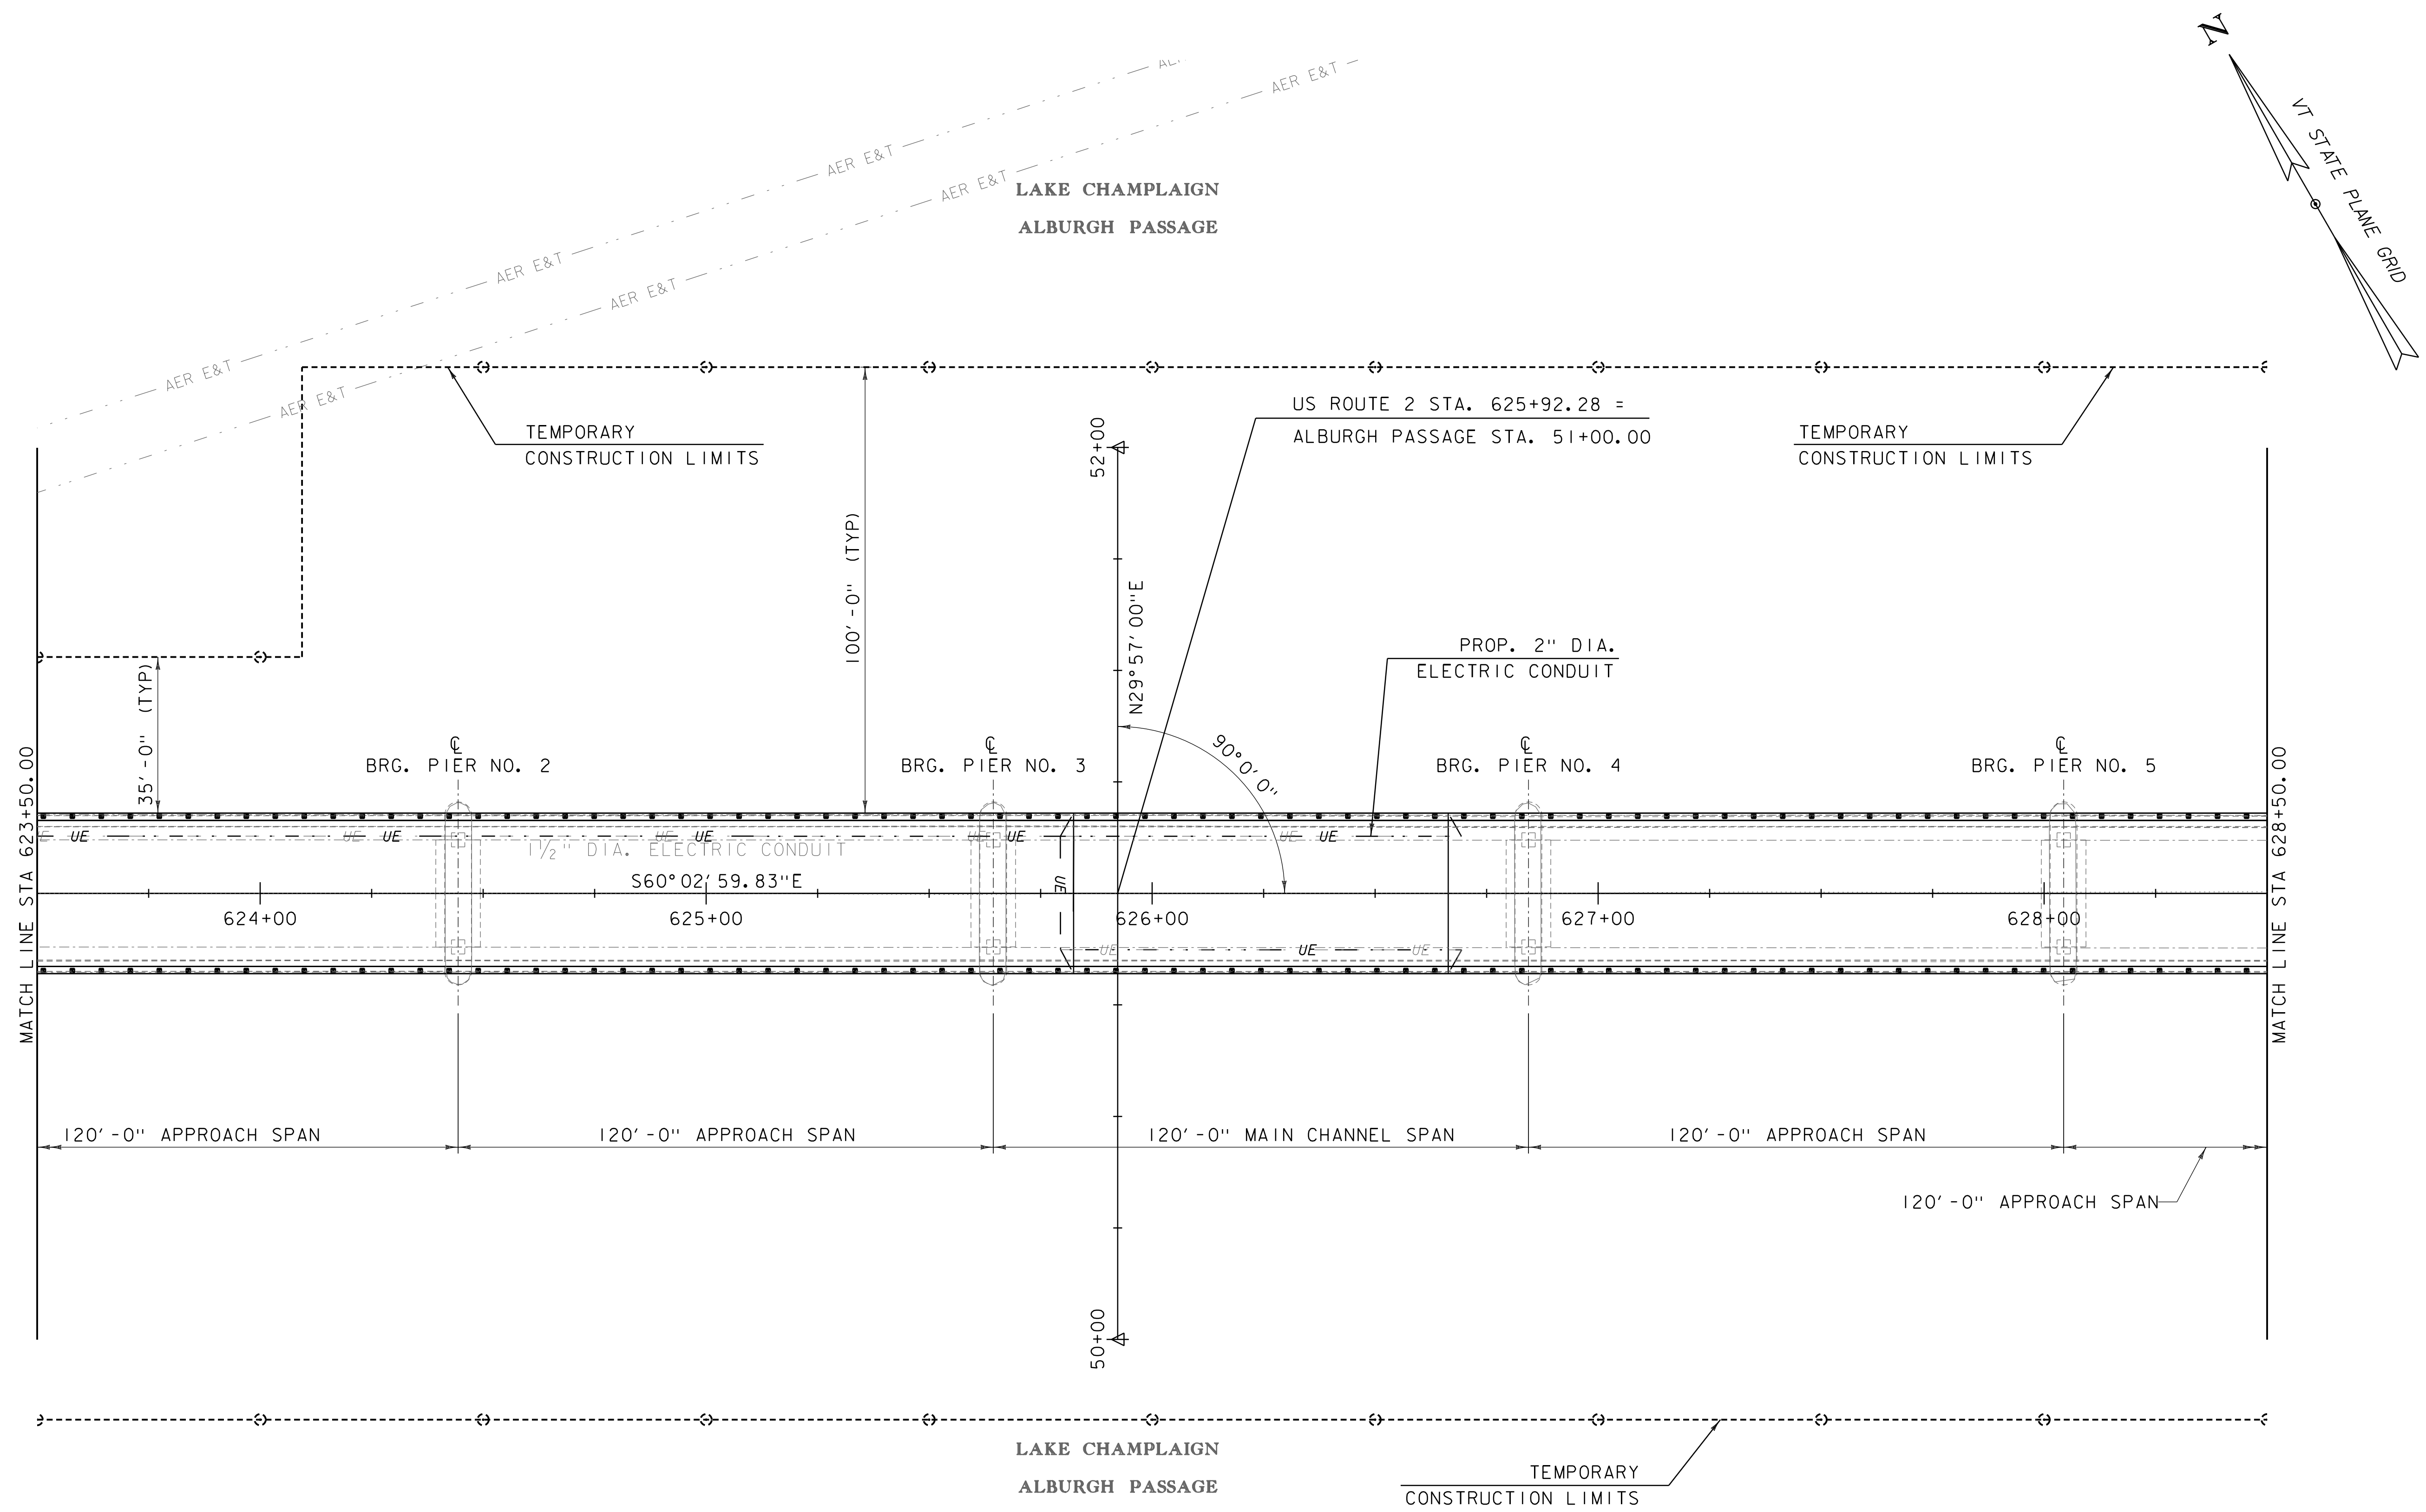 N
VT STATE PLANE GRID
AER E&T
AER E&T
AER E&T
AER E&T
AER E&T
AER E&T
AER E&T
AER E&T
LAKE CHAMPLAIGN
ALBURGH PASSAGE
TEMPORARY
CONSTRUCTION LIMITS
52+00
US ROUTE 2 STA. 625+92.28 =
ALBURGH PASSAGE STA. 51+00.00
TEMPORARY
CONSTRUCTION LIMITS
100'-0" (TYP)
N29°57'00"E
PROP. 2" DIA.
ELECTRIC CONDUIT
35'-0" (TYP)
90°0'0"
℄
BRG. PIER NO. 2
℄
BRG. PIER NO. 3
℄
BRG. PIER NO. 4
℄
BRG. PIER NO. 5
MATCH LINE STA 623+50.00
MATCH LINE STA 628+50.00
UE
UE
UE
UE
UE
UE
UE
UE
UE
1½" DIA. ELECTRIC CONDUIT
S60°02'59.83"E
UE
624+00
625+00
626+00
627+00
628+00
UE
UE
UE
120'-0" APPROACH SPAN
120'-0" APPROACH SPAN
120'-0" MAIN CHANNEL SPAN
120'-0" APPROACH SPAN
120'-0" APPROACH SPAN
50+00
LAKE CHAMPLAIGN
ALBURGH PASSAGE
TEMPORARY
CONSTRUCTION LIMITS